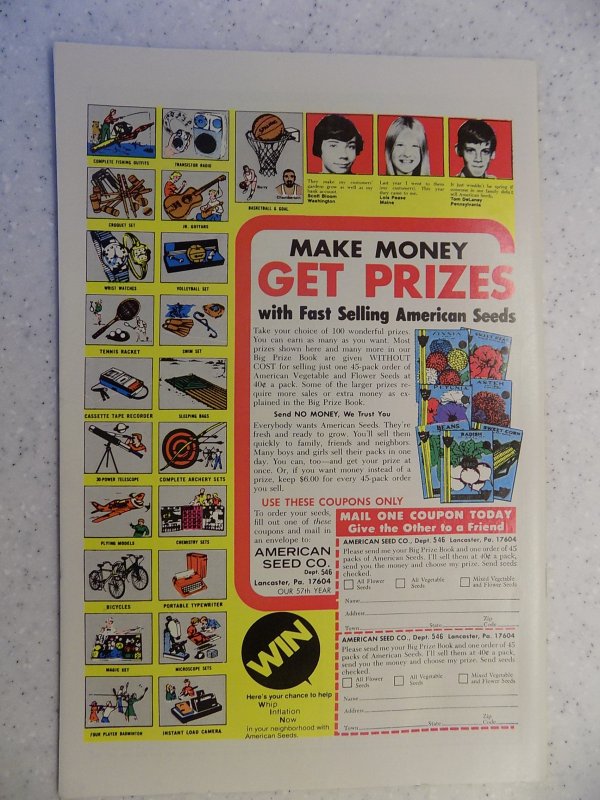 COMPLETE FISHING OUTFITS
TRANSISTOR RADIO
CROQUET SET
JR. GUITARS
BASKETBALL & GOAL
WRIST WATCHES
VOLLEYBALL SET
TENNIS RACKET
SWIM SET
CASSETTE TAPE RECORDER
SLEEPING BAGS
30-POWER TELESCOPE
COMPLETE ARCHERY SETS
FLYING MODELS
CHEMISTRY SETS
BICYCLES
PORTABLE TYPEWRITER
MAGIC KIT
MICROSCOPE SETS
FOUR PLAYER BADMINTON
INSTANT LOAD CAMERA
SPALDING
Chamberlain
They make my customers'
gardens grow as well as my
bank account.
Scott Bloom
Washington
Last year I went to them
(my customers). This year
they came to me.
Lois Pease
Maine
It just wouldn't be spring if
someone in our family didn't
sell American Seeds.
Tom DeLaney
Pennsylvania
MAKE MONEY
GET PRIZES
with Fast Selling American Seeds
Take your choice of 100 wonderful prizes.
You can earn as many as you want. Most
prizes shown here and many more in our
Big Prize Book are given WITHOUT
COST for selling just one 45-pack order of
American Vegetable and Flower Seeds at
40¢ a pack. Some of the larger prizes re-
quire more sales or extra money as ex-
plained in the Big Prize Book.
Send NO MONEY, We Trust You
Everybody wants American Seeds. They're
fresh and ready to grow. You'll sell them
quickly to family, friends and neighbors.
Many boys and girls sell their packs in one
day. You can, too—and get your prize at
once. Or, if you want money instead of a
prize, keep $6.00 for every 45-pack order
you sell.
ZINNIA
PETUNIA
ASTER
BEANS
RADISH
SWEET CORN
USE THESE COUPONS ONLY
To order your seeds,
fill out one of these
coupons and mail in
an envelope to:
AMERICAN
SEED CO.
Dept. 546
Lancaster, Pa. 17604
OUR 57th YEAR
MAIL ONE COUPON TODAY
Give the Other to a Friend
AMERICAN SEED CO., Dept. 546 Lancaster, Pa. 17604
Please send me your Big Prize Book and one order of 45
packs of American Seeds. I'll sell them at 40¢ a pack,
send you the money and choose my prize. Send seeds
checked.
All Flower Seeds
All Vegetable Seeds
Mixed Vegetable and Flower Seeds
Name
Address
Town State Zip Code
AMERICAN SEED CO., Dept. 546 Lancaster, Pa. 17604
Please send me your Big Prize Book and one order of 45
packs of American Seeds. I'll sell them at 40¢ a pack,
send you the money and choose my prize. Send seeds
checked.
All Flower Seeds
All Vegetable Seeds
Mixed Vegetable and Flower Seeds
Name
Address
Town State Zip Code
WIN
Here's your chance to help
Whip
Inflation
Now
in your neighborhood with
American Seeds.